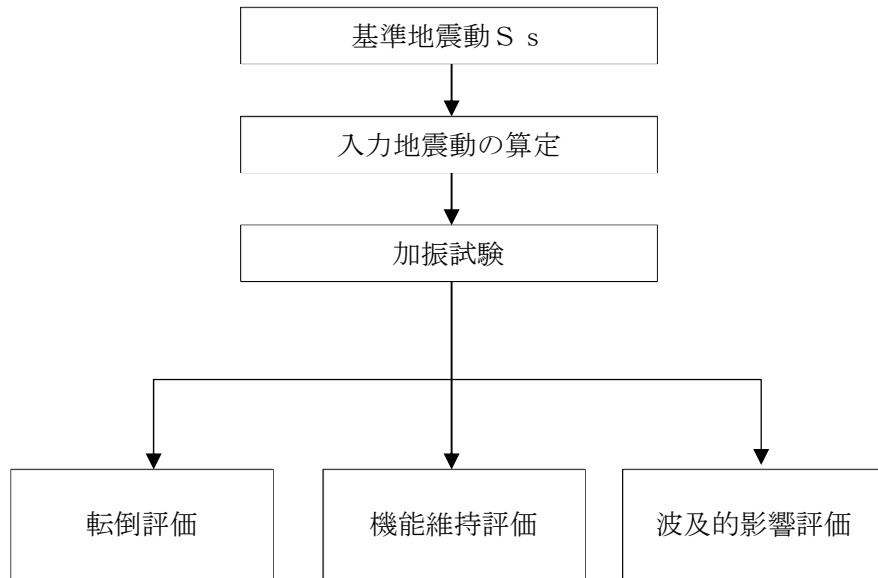 基準地震動Ｓｓ
入力地震動の算定
加振試験
転倒評価
機能維持評価
波及的影響評価